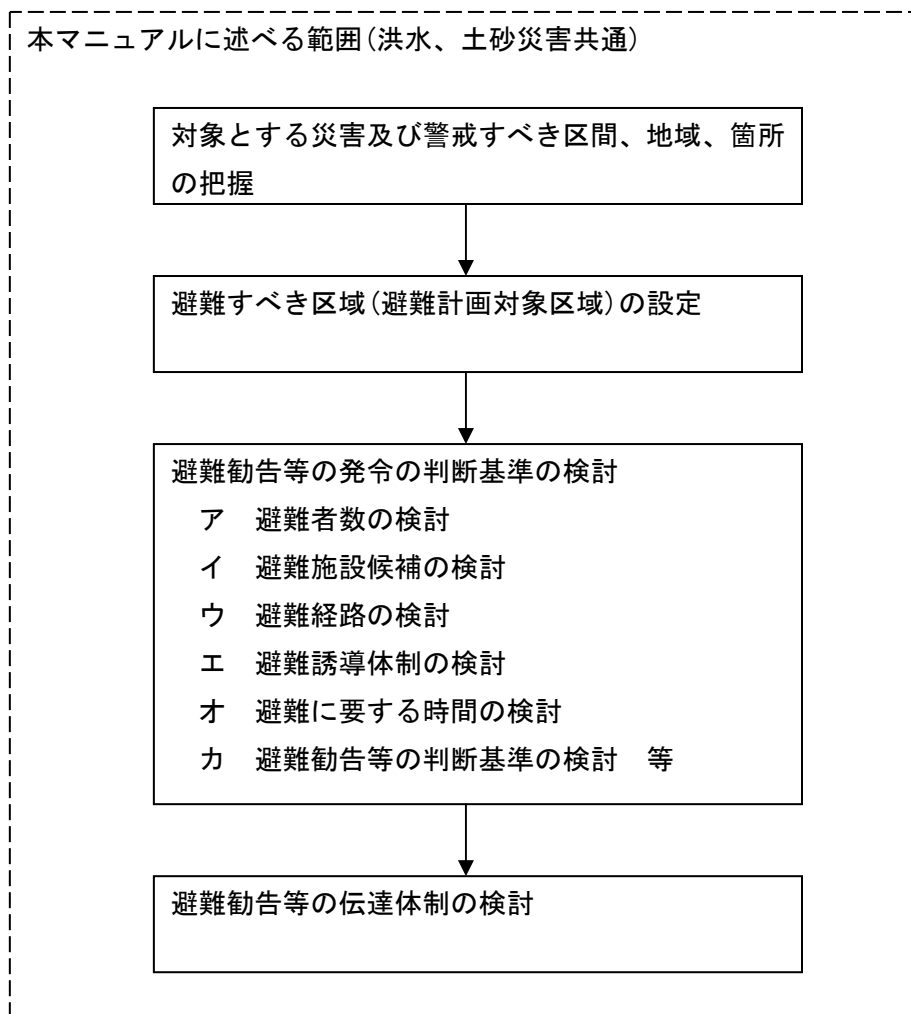 本マニュアルに述べる範囲(洪水、土砂災害共通)
対象とする災害及び警戒すべき区間、地域、箇所
の把握
避難すべき区域(避難計画対象区域)の設定
避難勧告等の発令の判断基準の検討
ア　避難者数の検討
イ　避難施設候補の検討
ウ　避難経路の検討
エ　避難誘導体制の検討
オ　避難に要する時間の検討
カ　避難勧告等の判断基準の検討　等
避難勧告等の伝達体制の検討